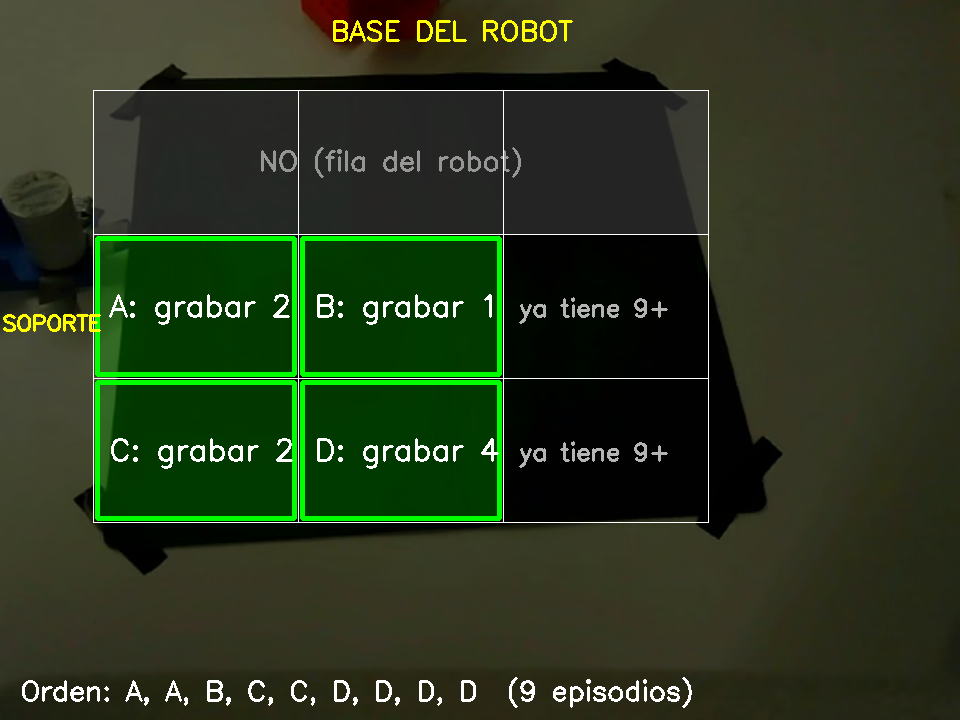 BASE DEL ROBOT
NO (fila del robot)
A: grabar 2
B: grabar 1
ya tiene 9+
SOPORTE
C: grabar 2
D: grabar 4
ya tiene 9+
Orden: A, A, B, C, C, D, D, D, D (9 episodios)